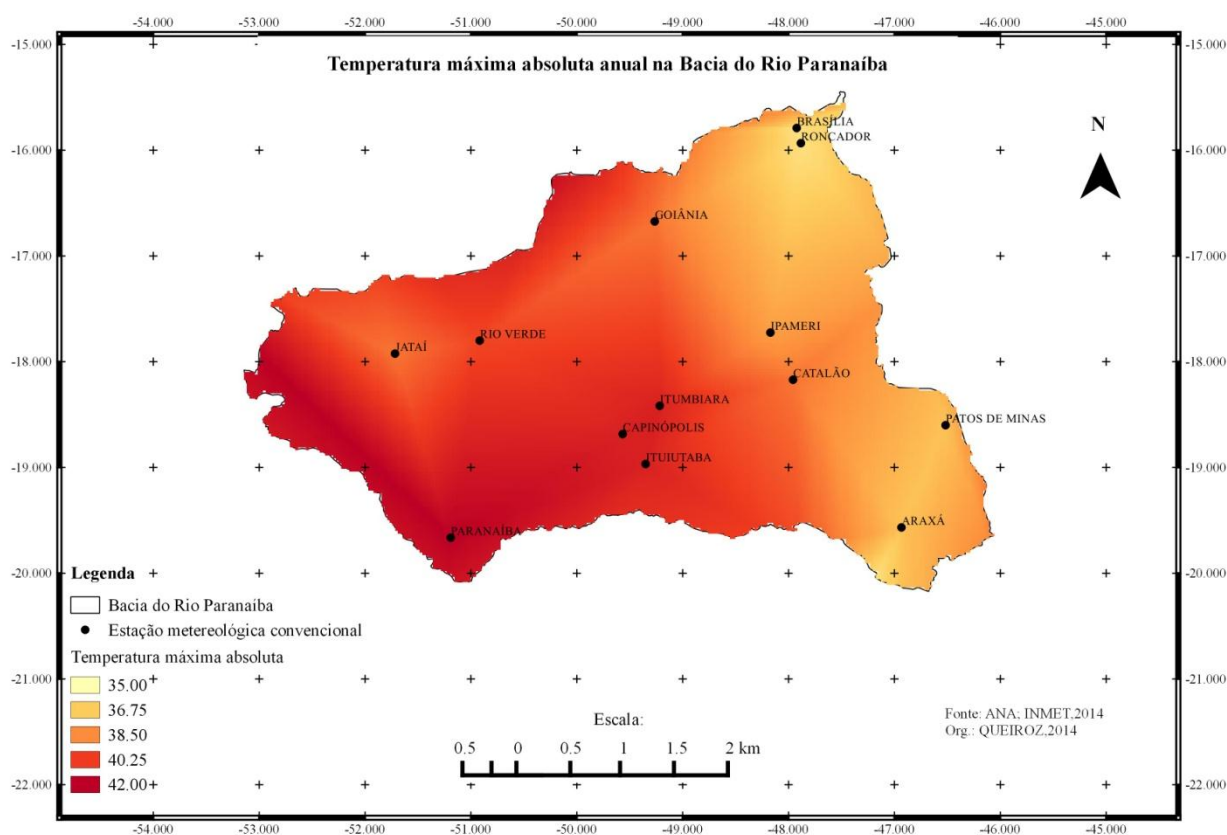 -54.000 -53.000 -52.000 -51.000 -50.000 -49.000 -48.000 -47.000 -46.000 -45.000
-15.000 -15.000
Temperatura máxima absoluta anual na Bacia do Rio Paranaíba
BRASÍLIA
RONCADOR
N
-16.000 -16.000
GOIÂNIA
-17.000 -17.000
IPAMERI
RIO VERDE
JATAÍ
-18.000 -18.000
CATALÃO
ITUMBIARA
PATOS DE MINAS
CAPINÓPOLIS
ITUIUTABA
-19.000 -19.000
ARAXÁ
PARANAÍBA
-20.000 -20.000
Legenda
Bacia do Rio Paranaíba
Estação metereológica convencional
Temperatura máxima absoluta
35.00
36.75
38.50
40.25
42.00
-21.000 -21.000
Escala:
0.5 0 0.5 1 1.5 2 km
Fonte: ANA; INMET,2014
Org.: QUEIROZ,2014
-22.000 -22.000
-54.000 -53.000 -52.000 -51.000 -50.000 -49.000 -48.000 -47.000 -46.000 -45.000